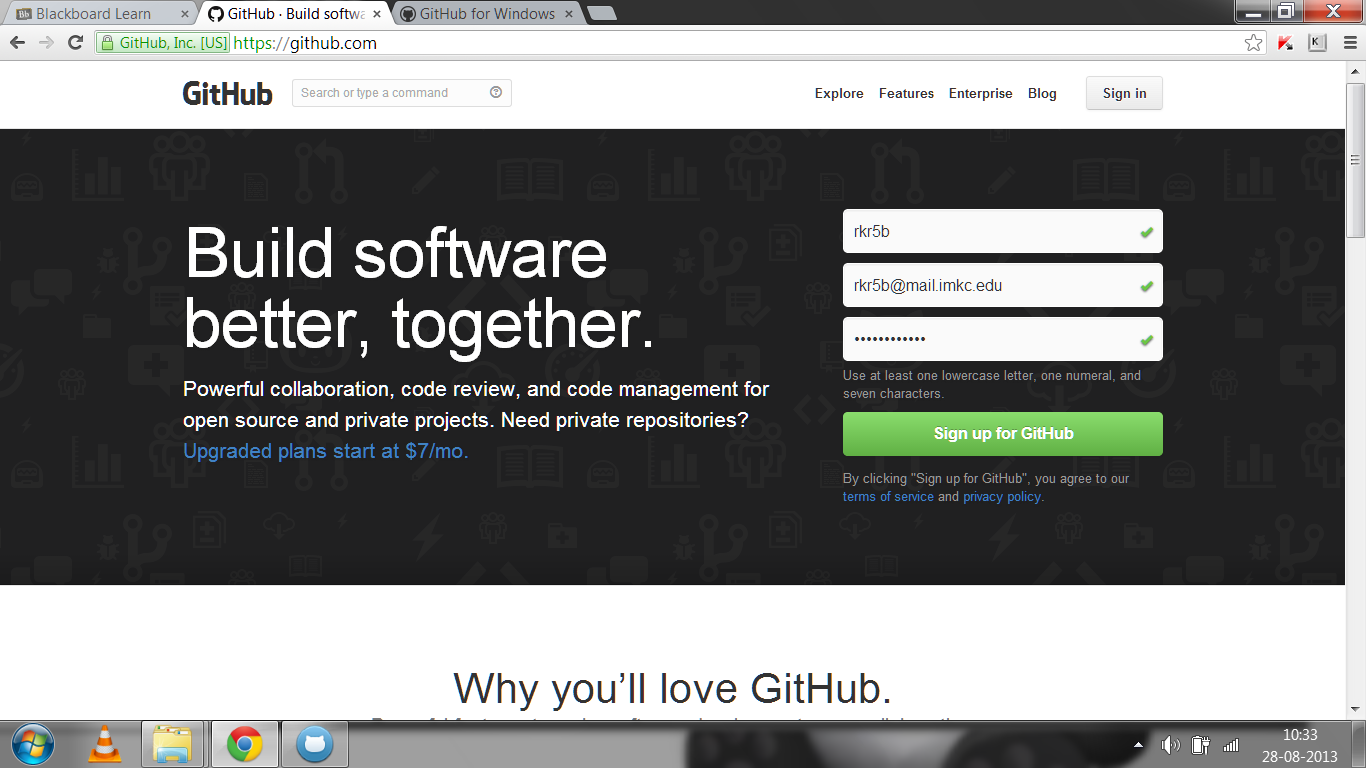 Blackboard Learn
GitHub · Build softwa
GitHub for Windows
GitHub, Inc. [US] https://github.com
GitHub
Search or type a command
Explore Features Enterprise Blog Sign in
Build software
better, together.
Powerful collaboration, code review, and code management for
open source and private projects. Need private repositories?
Upgraded plans start at $7/mo.
rkr5b
rkr5b@mail.imkc.edu
••••••••••••
Use at least one lowercase letter, one numeral, and
seven characters.
Sign up for GitHub
By clicking "Sign up for GitHub", you agree to our
terms of service and privacy policy.
Why you’ll love GitHub.
10:33
28-08-2013